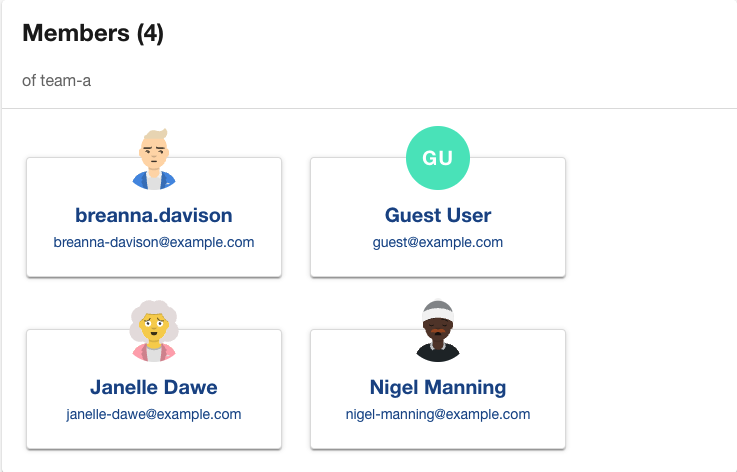 Members (4)
of team-a
breanna.davison
breanna-davison@example.com
GU
Guest User
guest@example.com
Janelle Dawe
janelle-dawe@example.com
Nigel Manning
nigel-manning@example.com